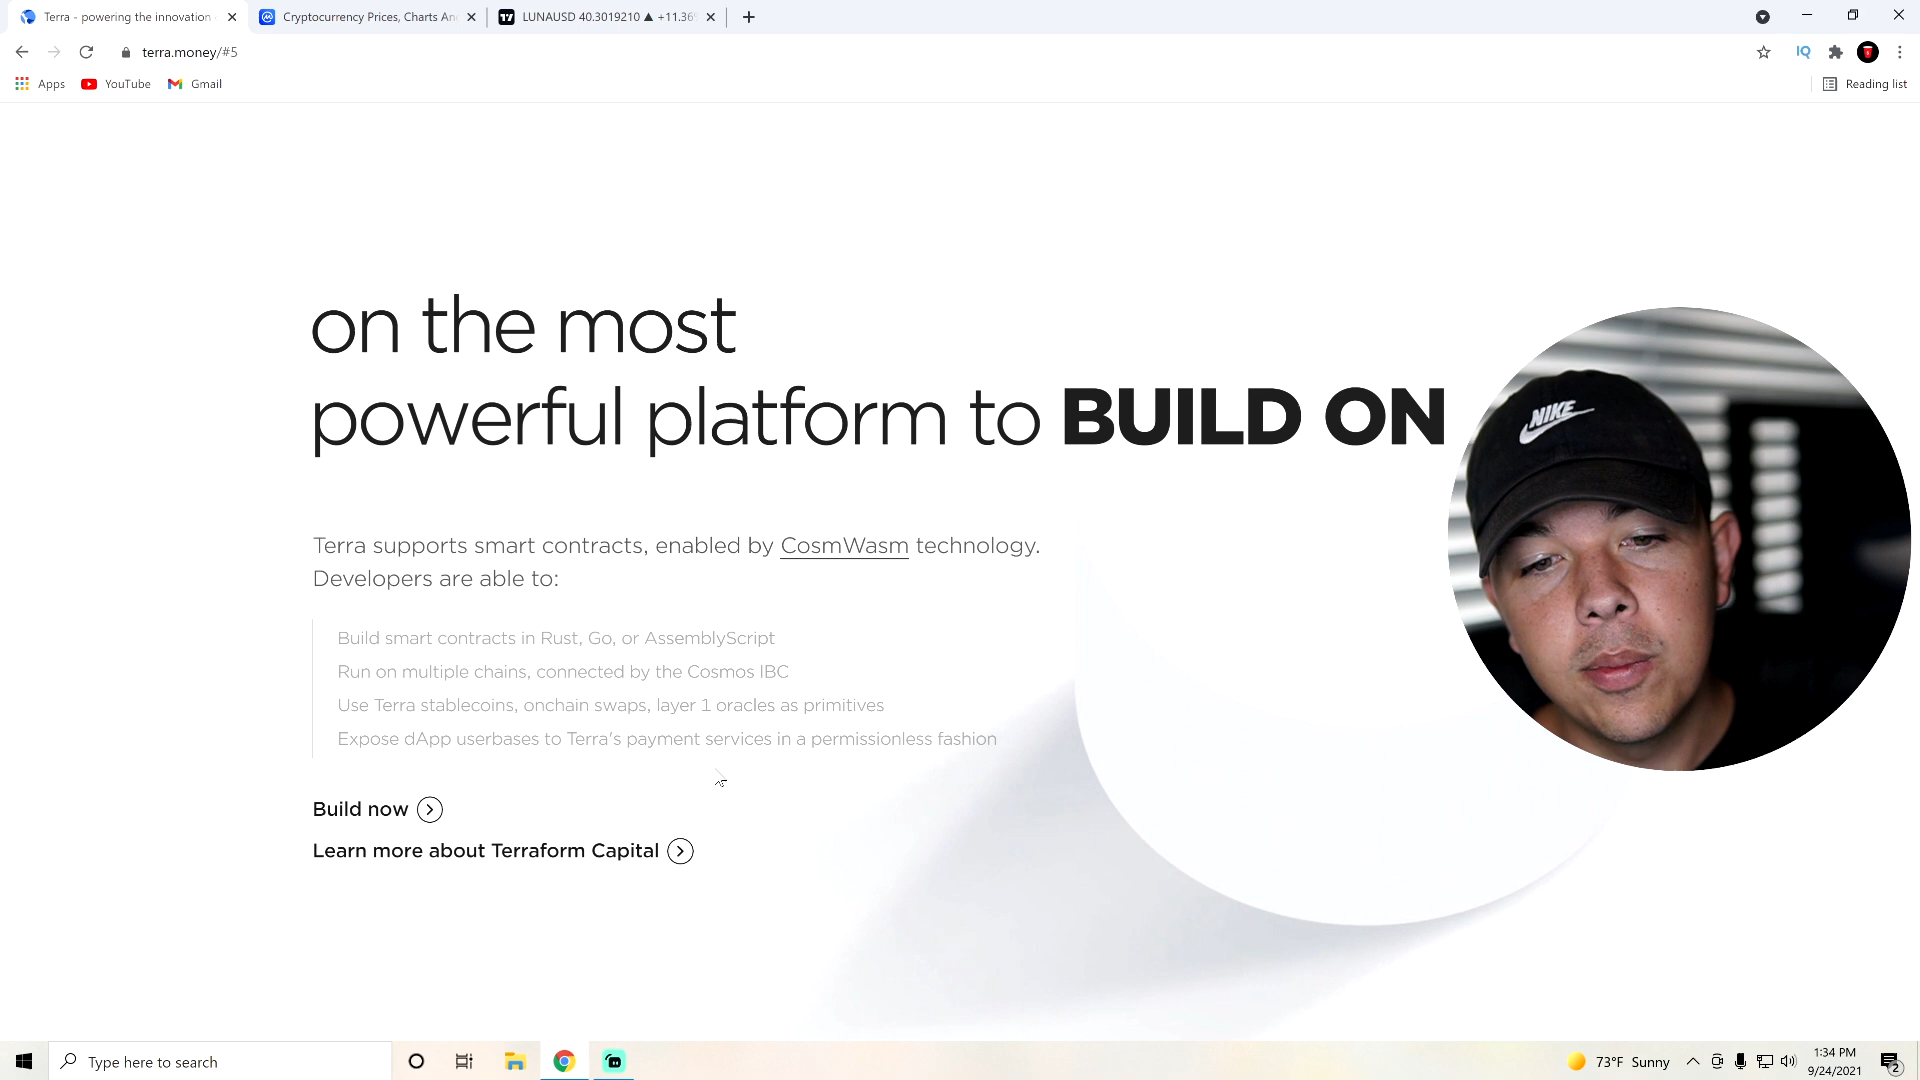 Terra - powering the innovation
Cryptocurrency Prices, Charts An
LUNAUSD 40.3019210 ▲ +11.36
terra.money/#5
IQ
Apps
YouTube
Gmail
Reading list
on the most
powerful platform to BUILD ON
NIKE
Terra supports smart contracts, enabled by CosmWasm technology.
Developers are able to:
Build smart contracts in Rust, Go, or AssemblyScript
Run on multiple chains, connected by the Cosmos IBC
Use Terra stablecoins, onchain swaps, layer 1 oracles as primitives
Expose dApp userbases to Terra's payment services in a permissionless fashion
Build now
Learn more about Terraform Capital
Type here to search
73°F Sunny
1:34 PM
9/24/2021
2